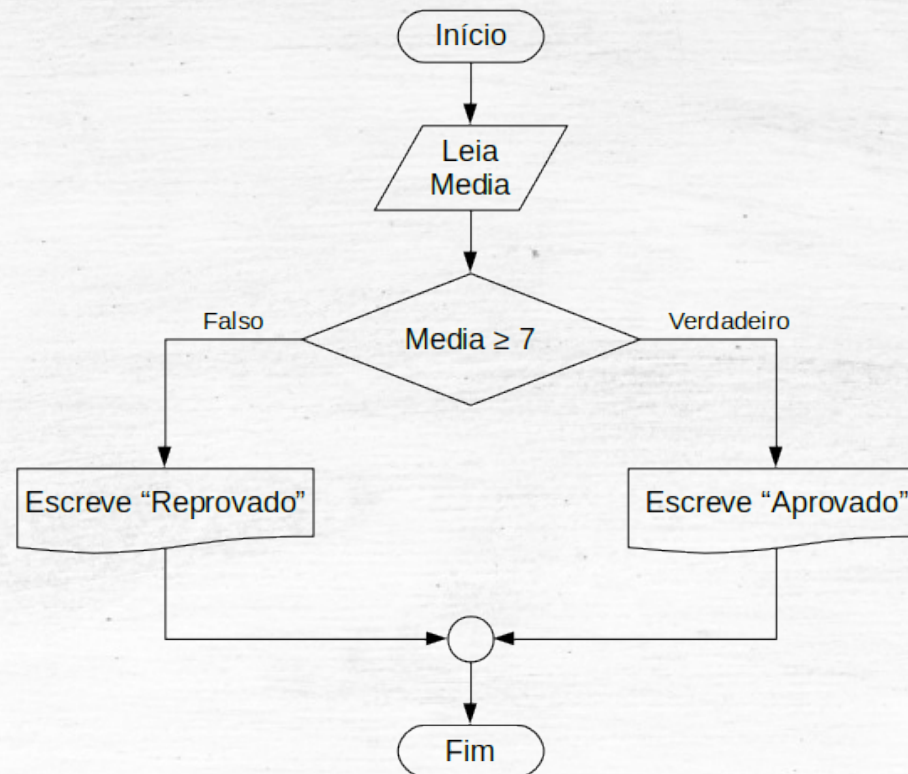 Início
Leia
Media
Media ≥ 7
Falso
Verdadeiro
Escreve “Reprovado”
Escreve “Aprovado”
Fim